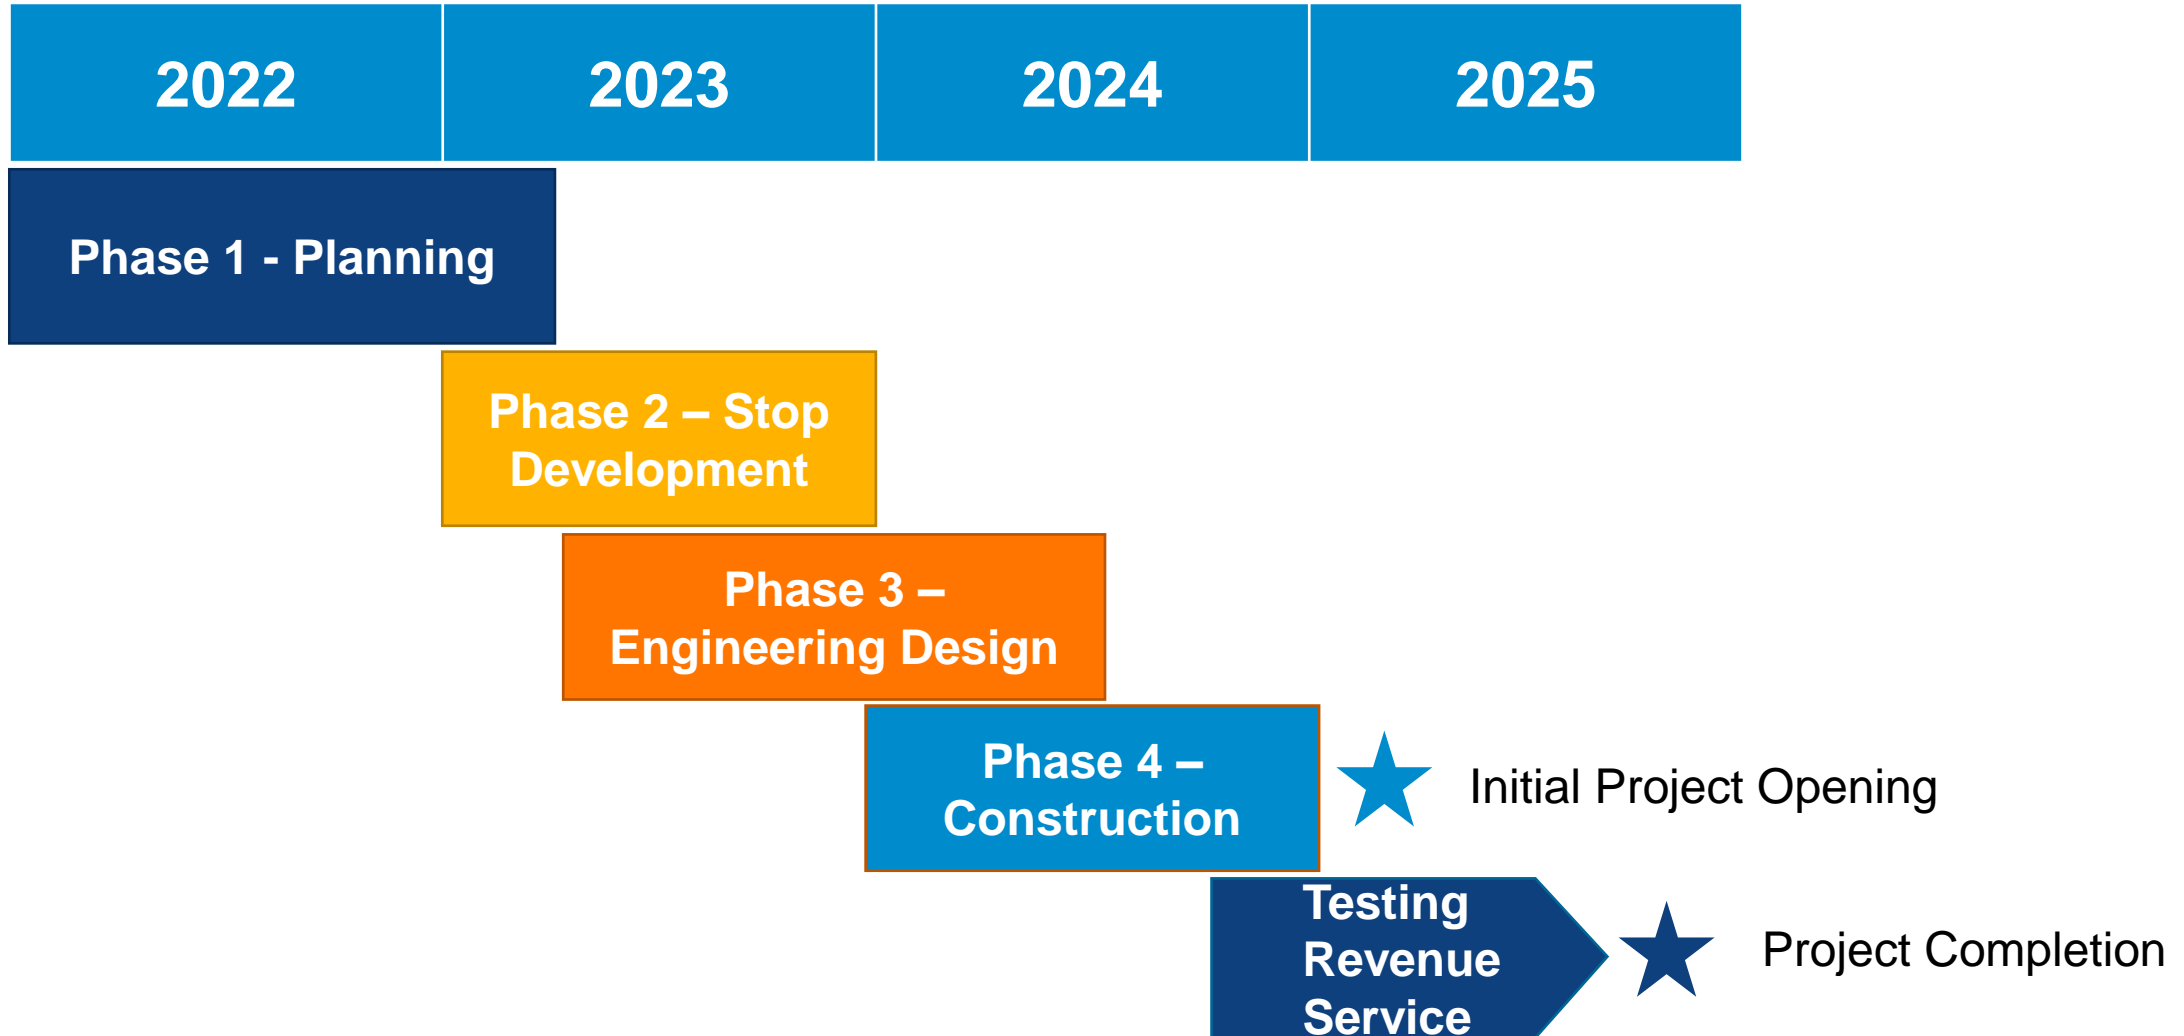 2022 2023 2024 2025
Phase 1 - Planning
Phase 2 – Stop
Development
Phase 3 –
Engineering Design
Phase 4 –
Construction
Initial Project Opening
Testing
Revenue
Service
Project Completion